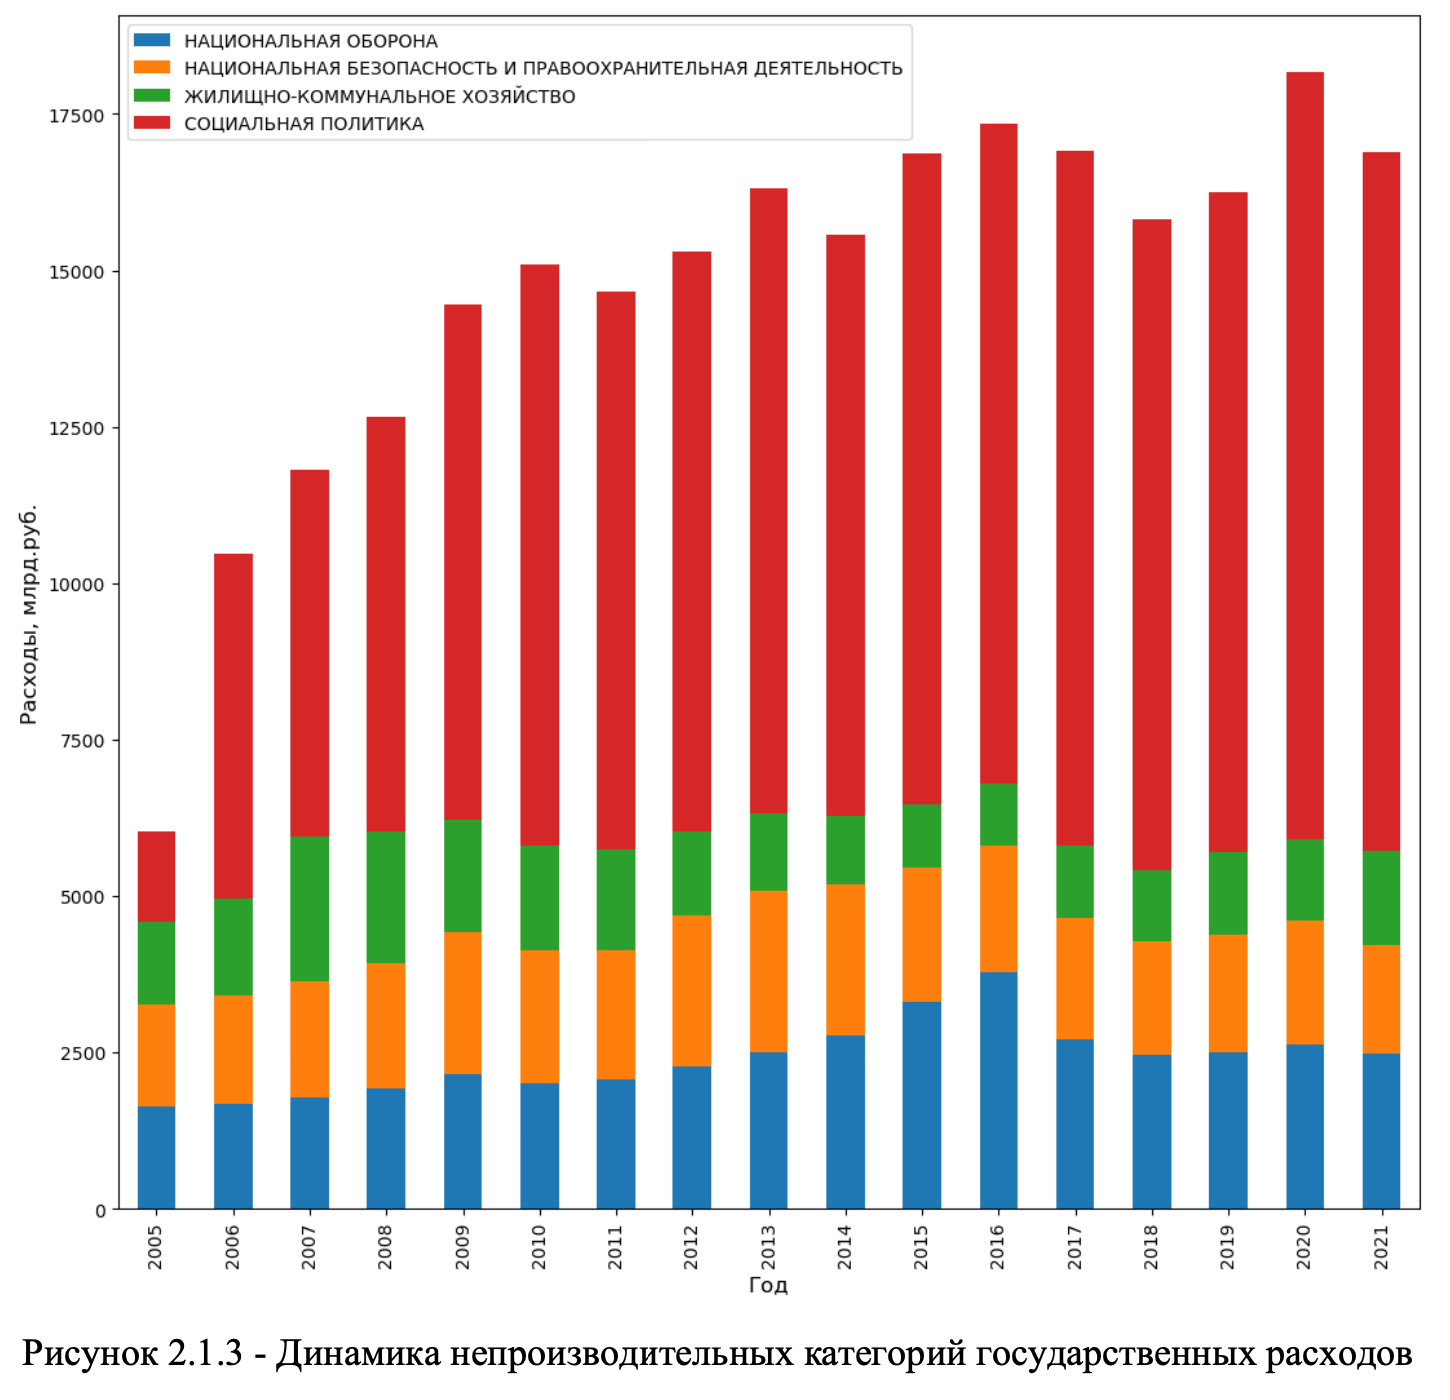 НАЦИОНАЛЬНАЯ ОБОРОНА
НАЦИОНАЛЬНАЯ БЕЗОПАСНОСТЬ И ПРАВООХРАНИТЕЛЬНАЯ ДЕЯТЕЛЬНОСТЬ
ЖИЛИЩНО-КОММУНАЛЬНОЕ ХОЗЯЙСТВО
СОЦИАЛЬНАЯ ПОЛИТИКА
17500
15000
12500
10000
7500
5000
2500
0
Расходы, млрд.руб.
2005 2006 2007 2008 2009 2010 2011 2012 2013 2014 2015 2016 2017 2018 2019 2020 2021
Год
Рисунок 2.1.3 - Динамика непроизводительных категорий государственных расходов